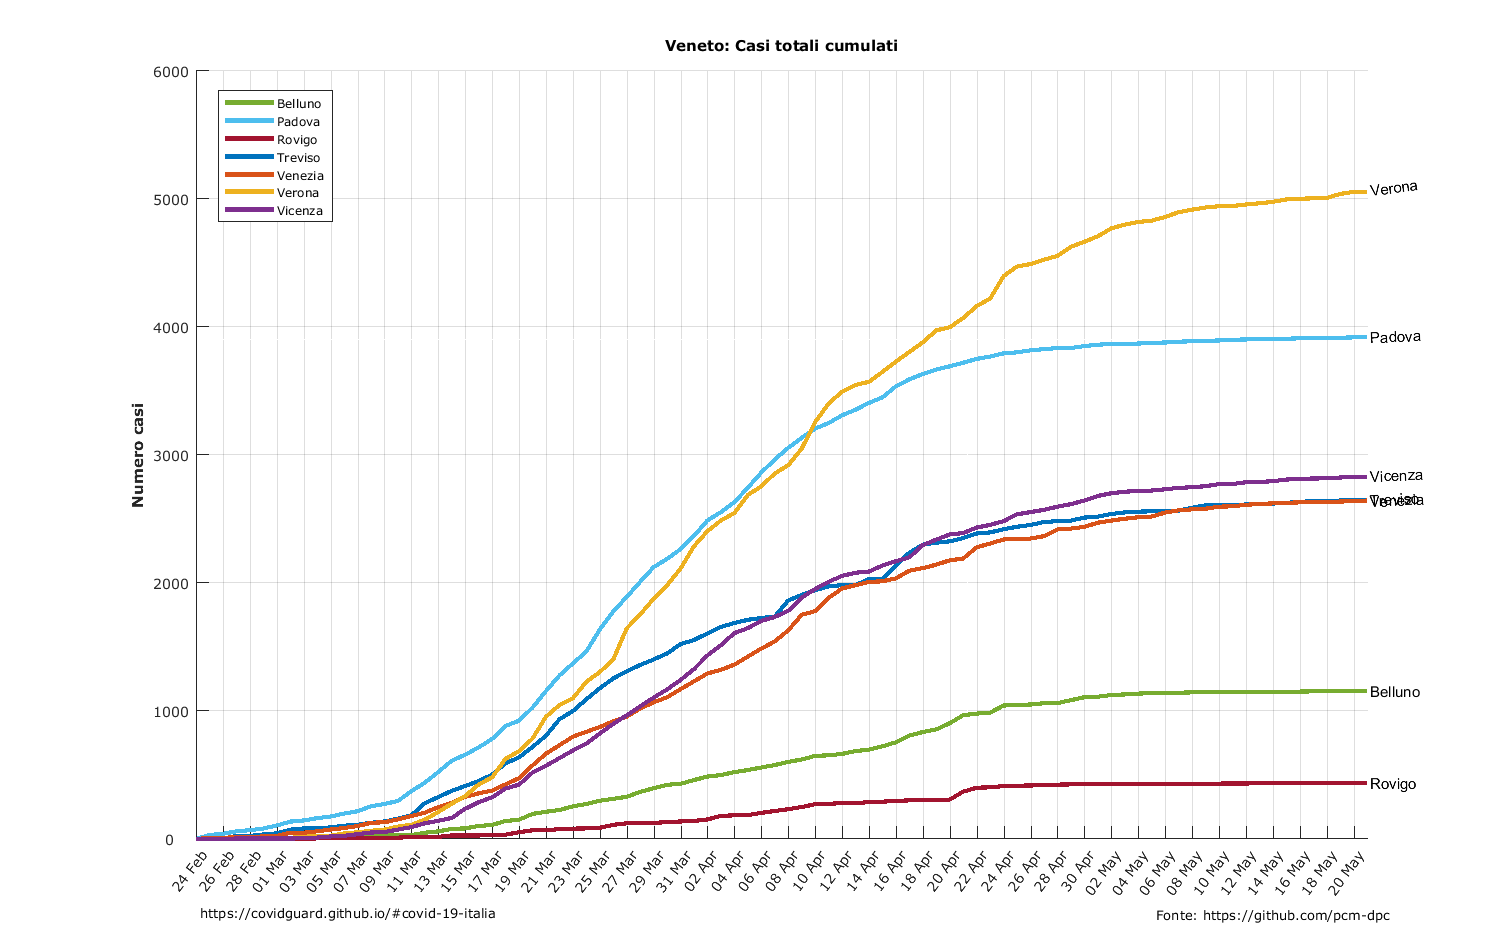 Veneto: Casi totali cumulati
6000
5000
4000
3000
2000
1000
0
Numero casi
Belluno
Padova
Rovigo
Treviso
Venezia
Verona
Vicenza
Verona
Padova
Vicenza
Treviso
Venezia
Belluno
Rovigo
24 Feb
26 Feb
28 Feb
01 Mar
03 Mar
05 Mar
07 Mar
09 Mar
11 Mar
13 Mar
15 Mar
17 Mar
19 Mar
21 Mar
23 Mar
25 Mar
27 Mar
29 Mar
31 Mar
02 Apr
04 Apr
06 Apr
08 Apr
10 Apr
12 Apr
14 Apr
16 Apr
18 Apr
20 Apr
22 Apr
24 Apr
26 Apr
28 Apr
30 Apr
02 May
04 May
06 May
08 May
10 May
12 May
14 May
16 May
18 May
20 May
https://covidguard.github.io/#covid-19-italia
Fonte: https://github.com/pcm-dpc